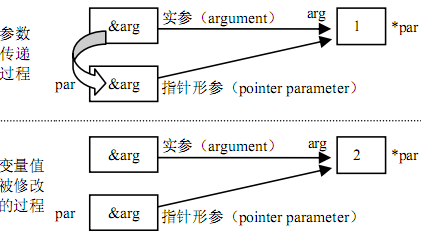 参数
传递
过程
&arg 实参（argument） arg 1 *par
par &arg 指针形参（pointer parameter）
变量值
被修改
的过程
&arg 实参（argument） arg 2 *par
par &arg 指针形参（pointer parameter）